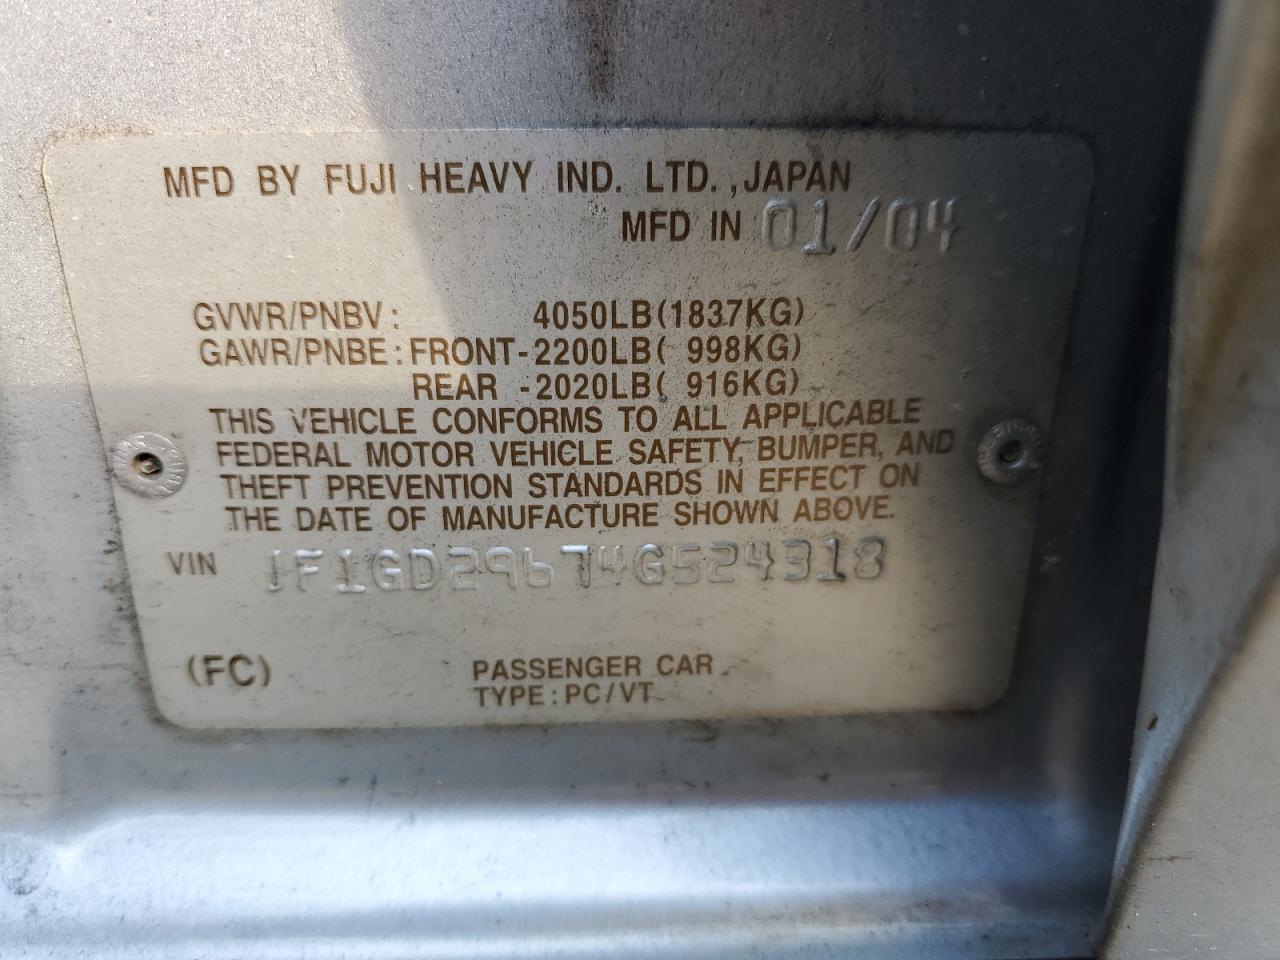 MFD BY FUJI HEAVY IND. LTD.,JAPAN
MFD IN 01/04
GVWR/PNBV: 4050LB(1837KG)
GAWR/PNBE:FRONT-2200LB( 998KG)
REAR -2020LB( 916KG)
THIS VEHICLE CONFORMS TO ALL APPLICABLE
FEDERAL MOTOR VEHICLE SAFETY, BUMPER, AND
THEFT PREVENTION STANDARDS IN EFFECT ON
THE DATE OF MANUFACTURE SHOWN ABOVE.
VIN JF1GD29674G524318
(FC) PASSENGER CAR
TYPE:PC/VT